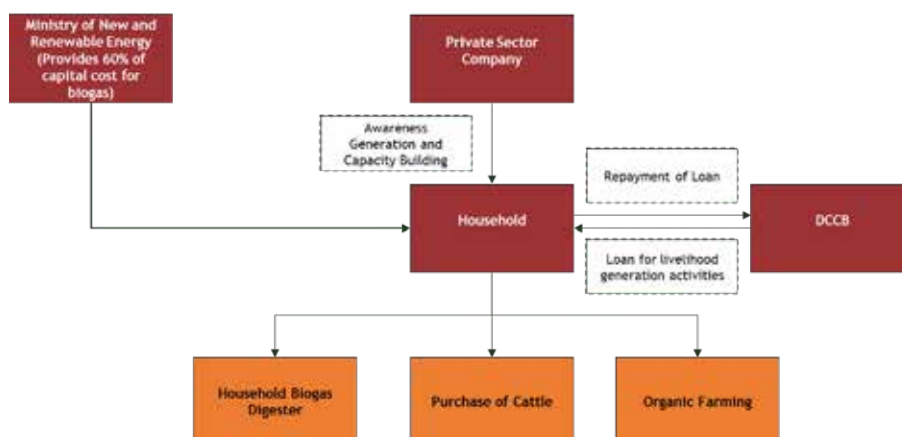 Ministry of New and
Renewable Energy
(Provides 60% of
capital cost for
biogas)
Private Sector
Company
Awareness
Generation and
Capacity Building
Repayment of Loan
Household
DCCB
Loan for livelihood
generation activities
Household Biogas
Digester
Purchase of Cattle
Organic Farming